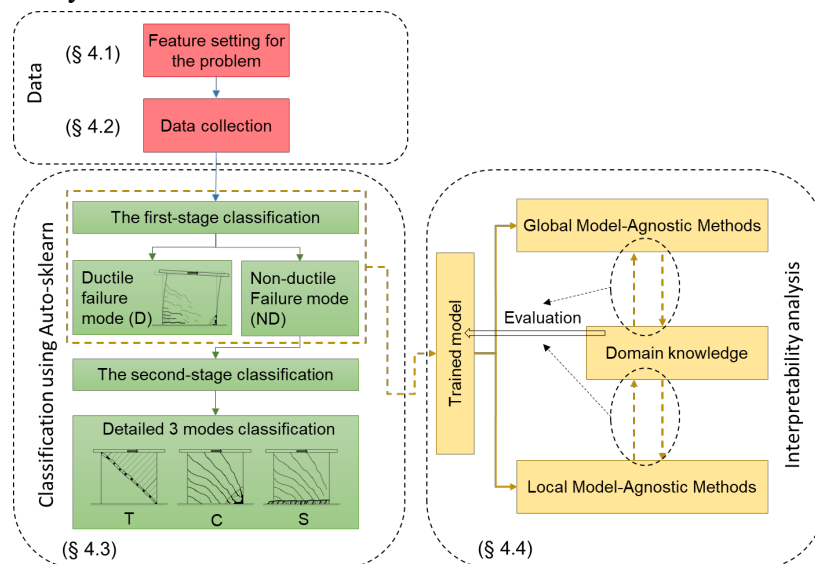 Data
(§ 4.1)
Feature setting for
the problem
(§ 4.2)
Data collection
Classification using Auto-sklearn
The first-stage classification
Ductile
failure
mode (D)
Non-ductile
Failure mode
(ND)
The second-stage classification
Detailed 3 modes classification
T
C
S
(§ 4.3)
Trained model
Global Model-Agnostic Methods
Evaluation
Domain knowledge
Local Model-Agnostic Methods
Interpretability analysis
(§ 4.4)